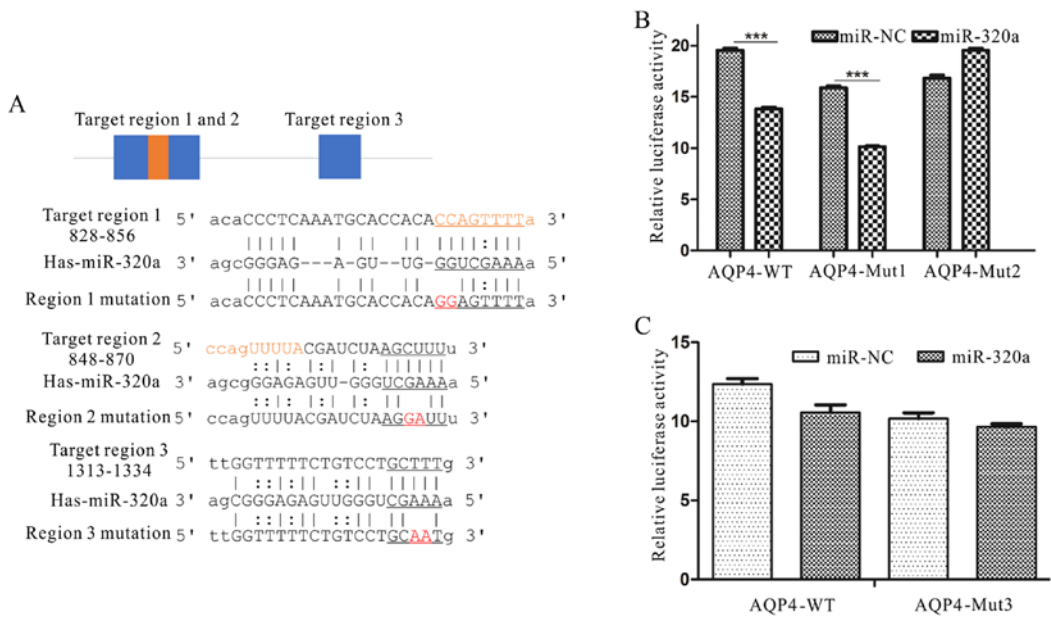 A
Target region 1 and 2 Target region 3
Target region 1
828-856
5' acaCCCTCAAATGCACCACACCAGTTTTa 3'
Has-miR-320a 3' agcGGGAG---A-GU--UG-GGUCGAAAa 5'
Region 1 mutation 5' acaCCCTCAAATGCACCACAGGAGTTTTa 3'
Target region 2
848-870
5' ccagUUUUACGAUCUAAGCUUUu 3'
Has-miR-320a 3' agcgGGAGAGUU-GGGUCGAAAa 5'
Region 2 mutation 5' ccagUUUUACGAUCUAAGGAUUu 3'
Target region 3
1313-1334
5' ttGGTTTTTCTGTCCTGCTTTg 3'
Has-miR-320a 3' agCGGGAGAGUUGGGUCGAAAa 5'
Region 3 mutation 5' ttGGTTTTTCTGTCCTGCAATg 3'
B
miR-NC miR-320a
Relative luciferase activity
20
15
10
5
0
*** ***
AQP4-WT AQP4-Mut1 AQP4-Mut2
C
miR-NC miR-320a
Relative luciferase activity
15
10
5
0
AQP4-WT AQP4-Mut3